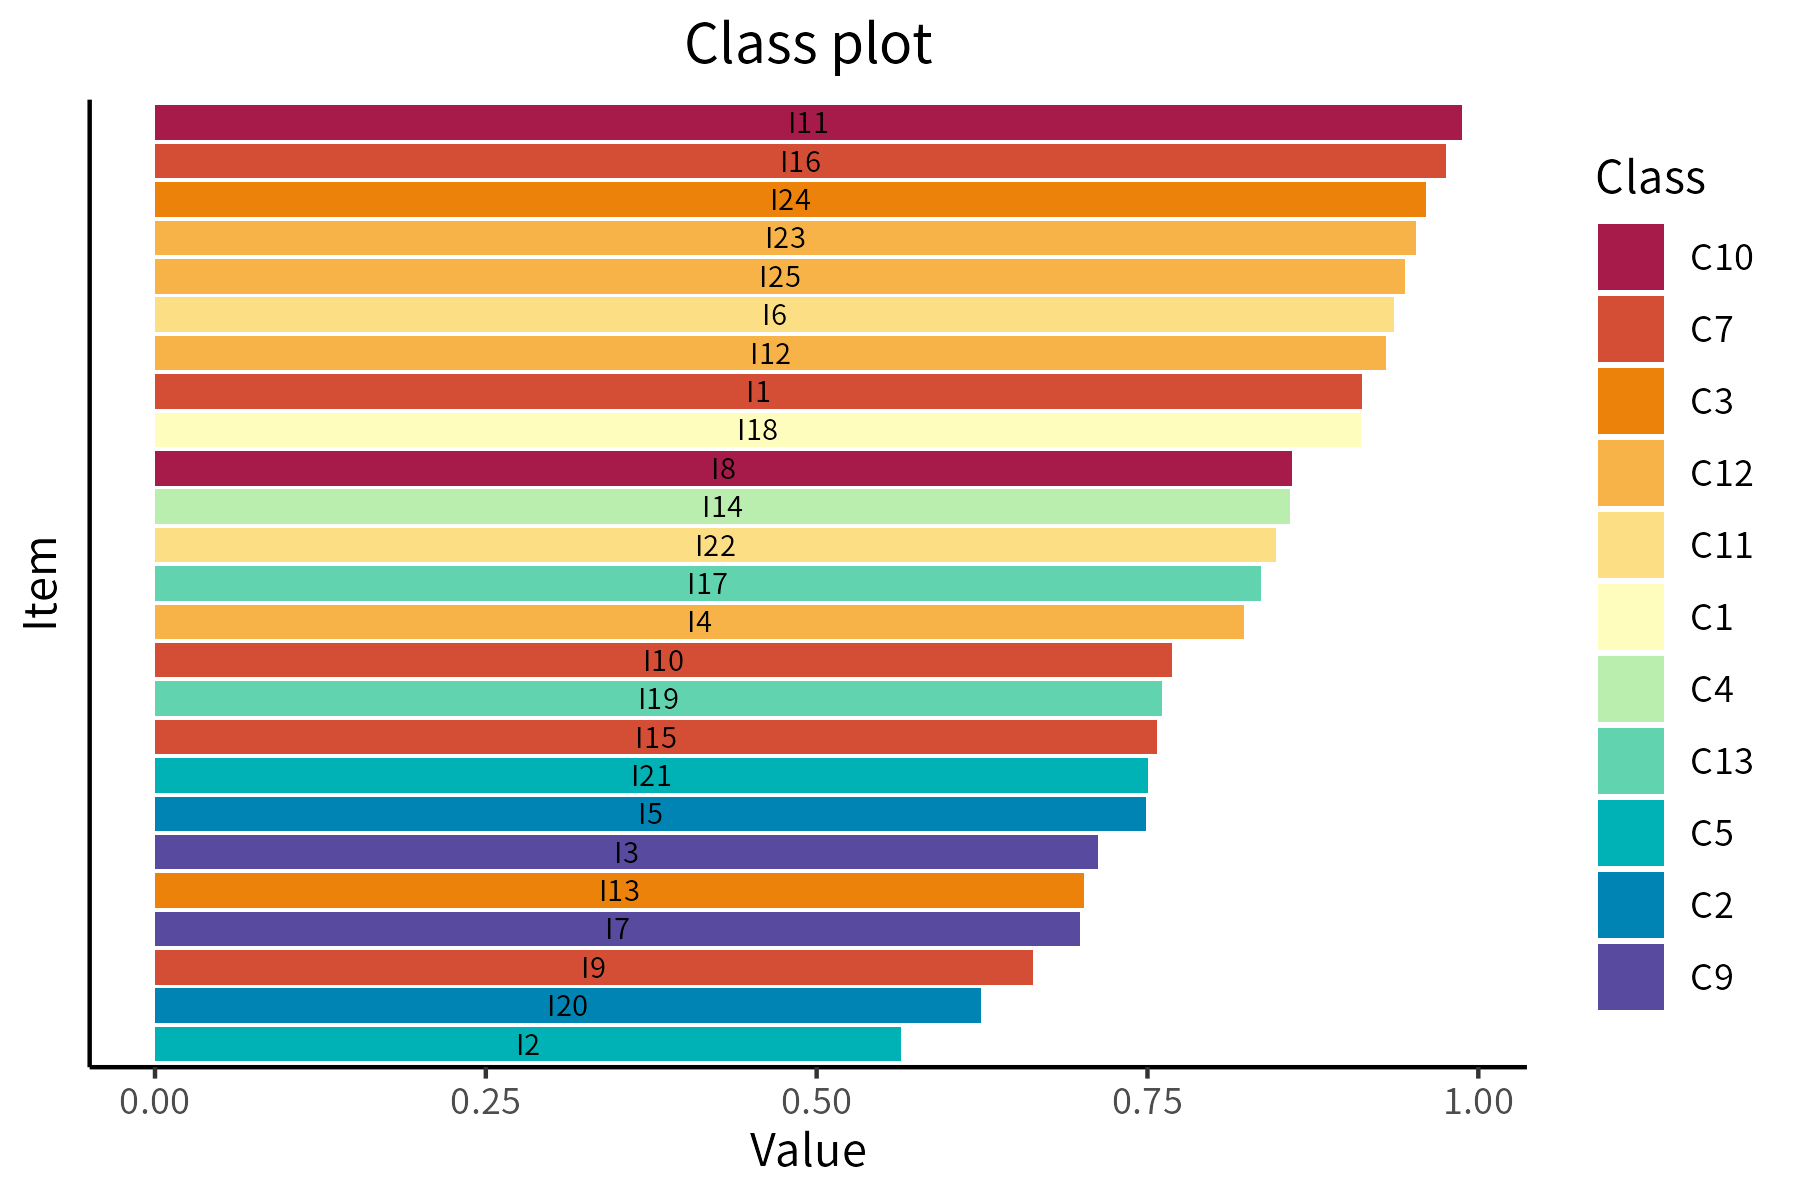 Class plot
Item
I11
I16
I24
I23
I25
I6
I12
I1
I18
I8
I14
I22
I17
I4
I10
I19
I15
I21
I5
I3
I13
I7
I9
I20
I2
0.00 0.25 0.50 0.75 1.00
Value
Class
C10
C7
C3
C12
C11
C1
C4
C13
C5
C2
C9